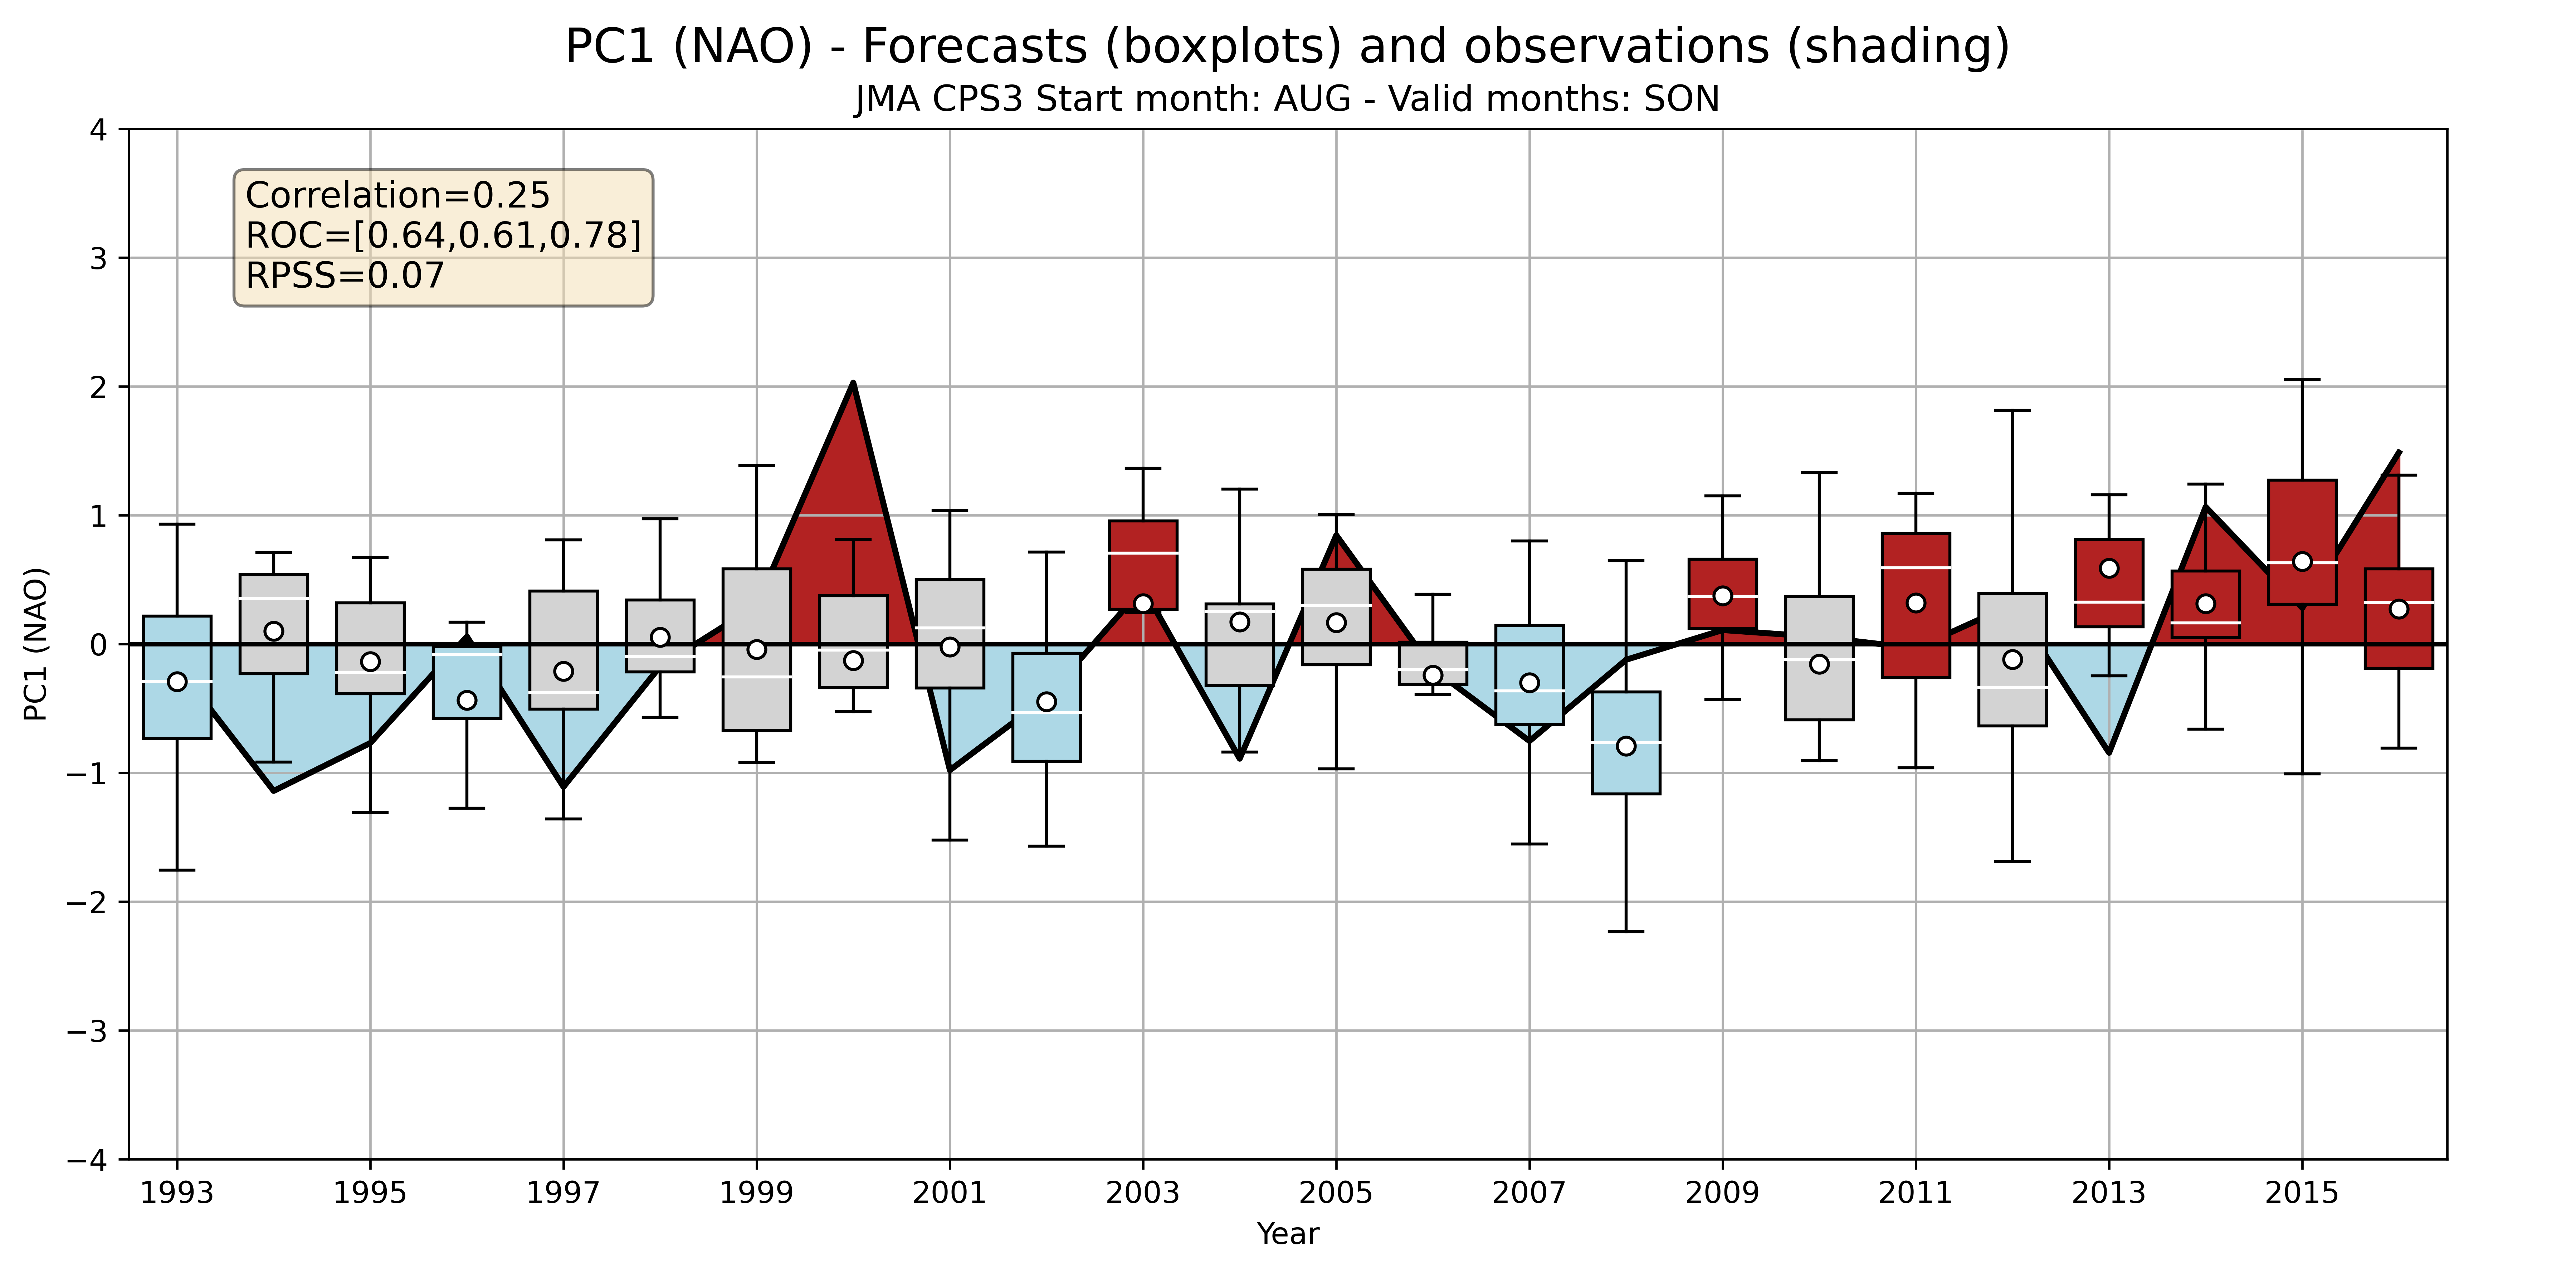 PC1 (NAO) - Forecasts (boxplots) and observations (shading)
JMA CPS3 Start month: AUG - Valid months: SON
Correlation=0.25
ROC=[0.64,0.61,0.78]
RPSS=0.07
PC1 (NAO)
4
3
2
1
0
−1
−2
−3
−4
1993 1995 1997 1999 2001 2003 2005 2007 2009 2011 2013 2015
Year